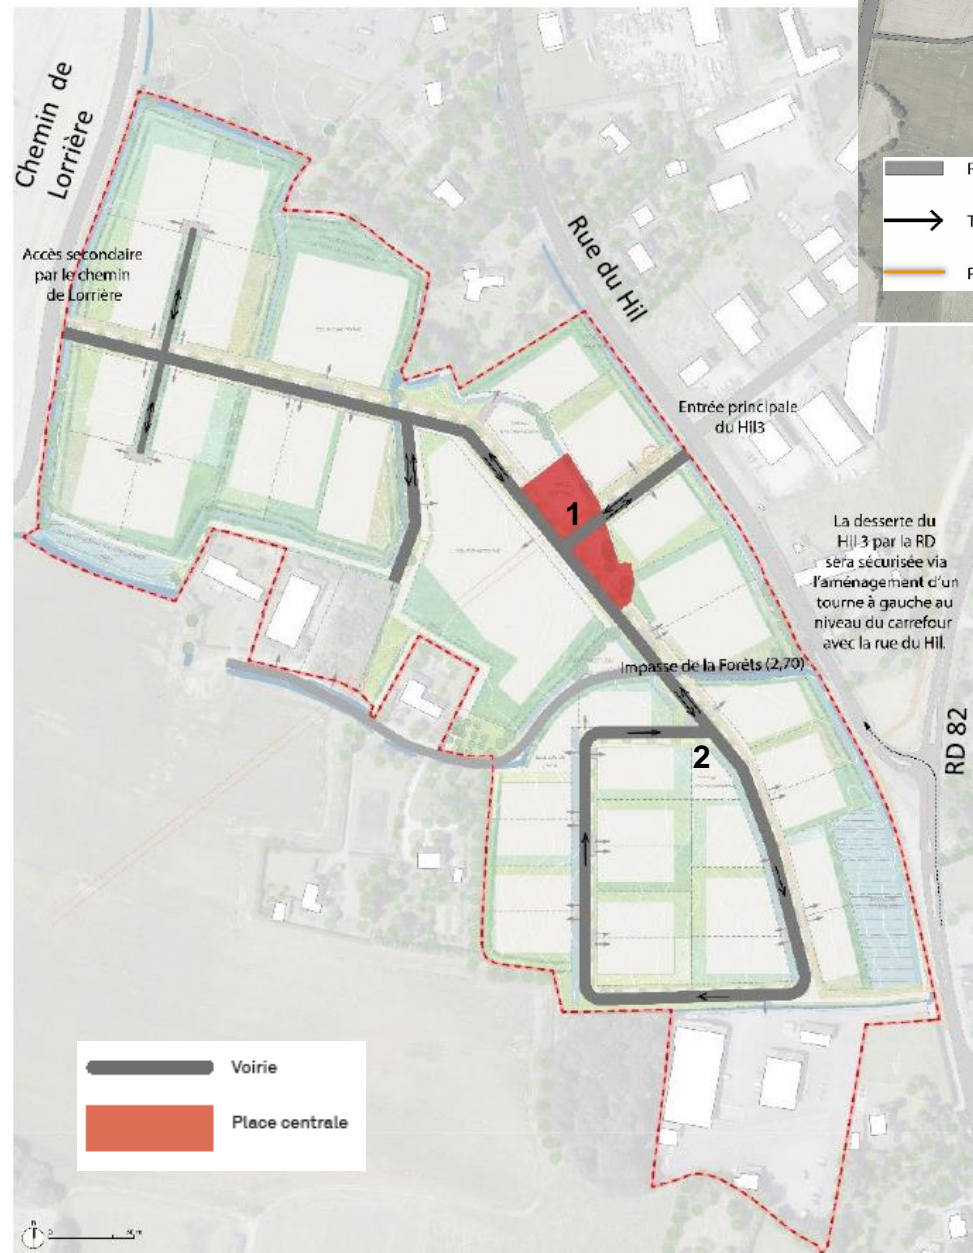 Chemin de
Lorrière
Accès secondaire
par le chemin
de Lorrière
Rue du Hil
R
T
P
Entrée principale
du Hil3
1
La desserte du
Hil 3 par la RD
sera sécurisée via
l'aménagement d'un
tourne à gauche au
niveau du carrefour
avec la rue du Hil.
Impasse de la Forêts (2,70)
RD 82
2
Voirie
Place centrale
N
0